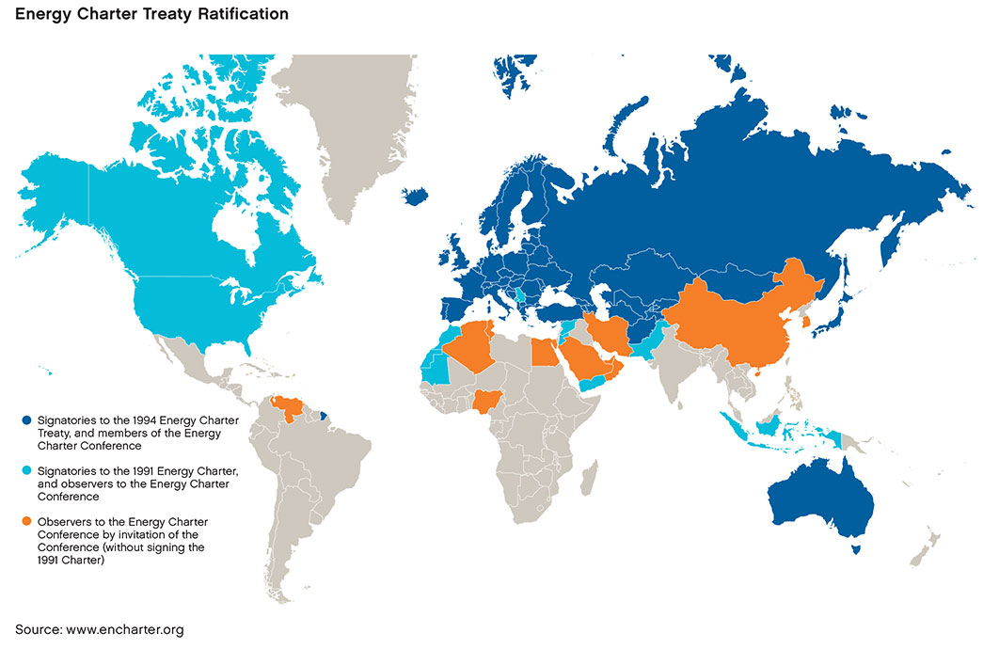 Energy Charter Treaty Ratification
Signatories to the 1994 Energy Charter
Treaty, and members of the Energy
Charter Conference
Signatories to the 1991 Energy Charter,
and observers to the Energy Charter
Conference
Observers to the Energy Charter
Conference by invitation of the
Conference (without signing the
1991 Charter)
Source: www.encharter.org